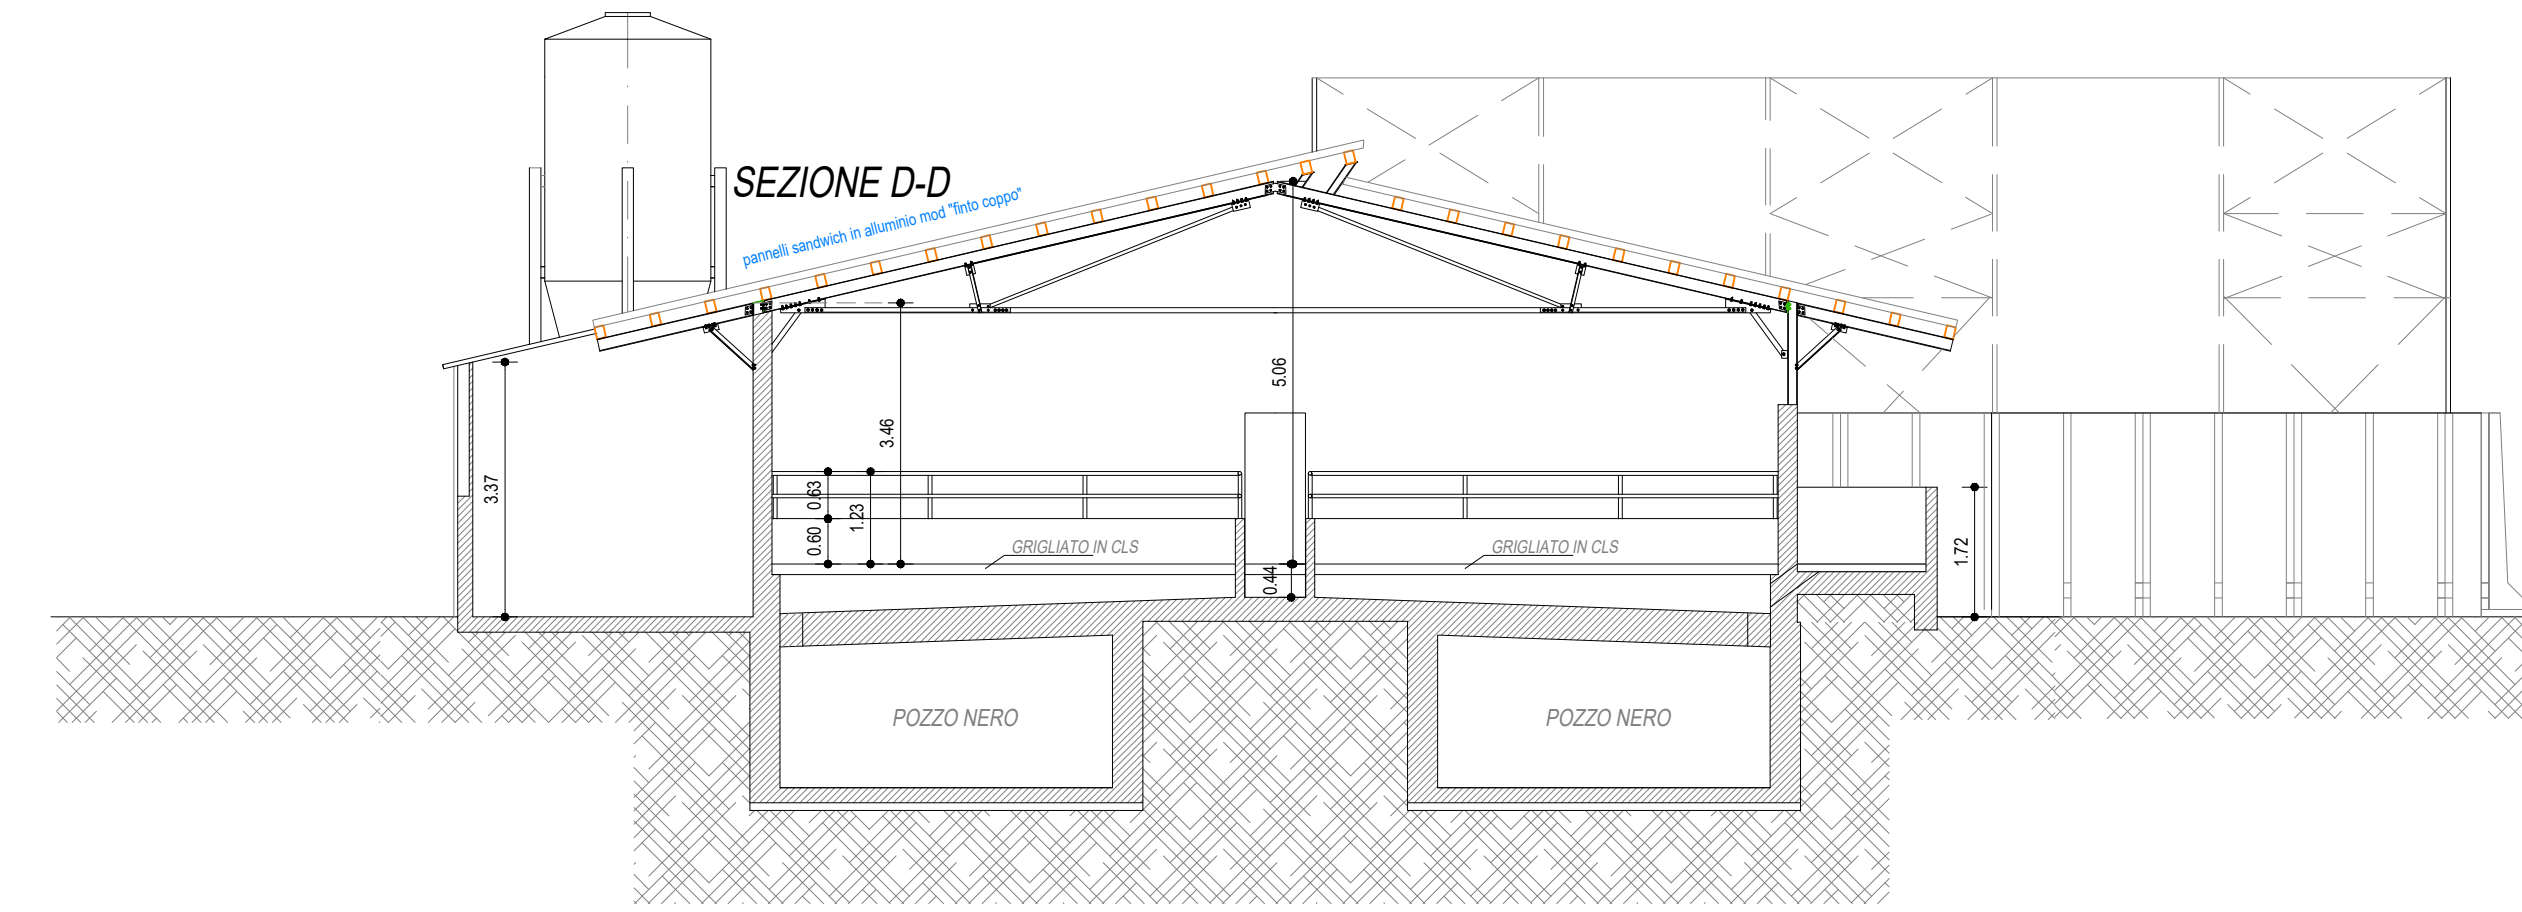 SEZIONE D-D
pannelli sandwich in alluminio mod "finto coppo"
5.06
3.46
3.37
0.63
1.23
0.60
GRIGLIATO IN CLS
GRIGLIATO IN CLS
1.72
0.44
POZZO NERO
POZZO NERO